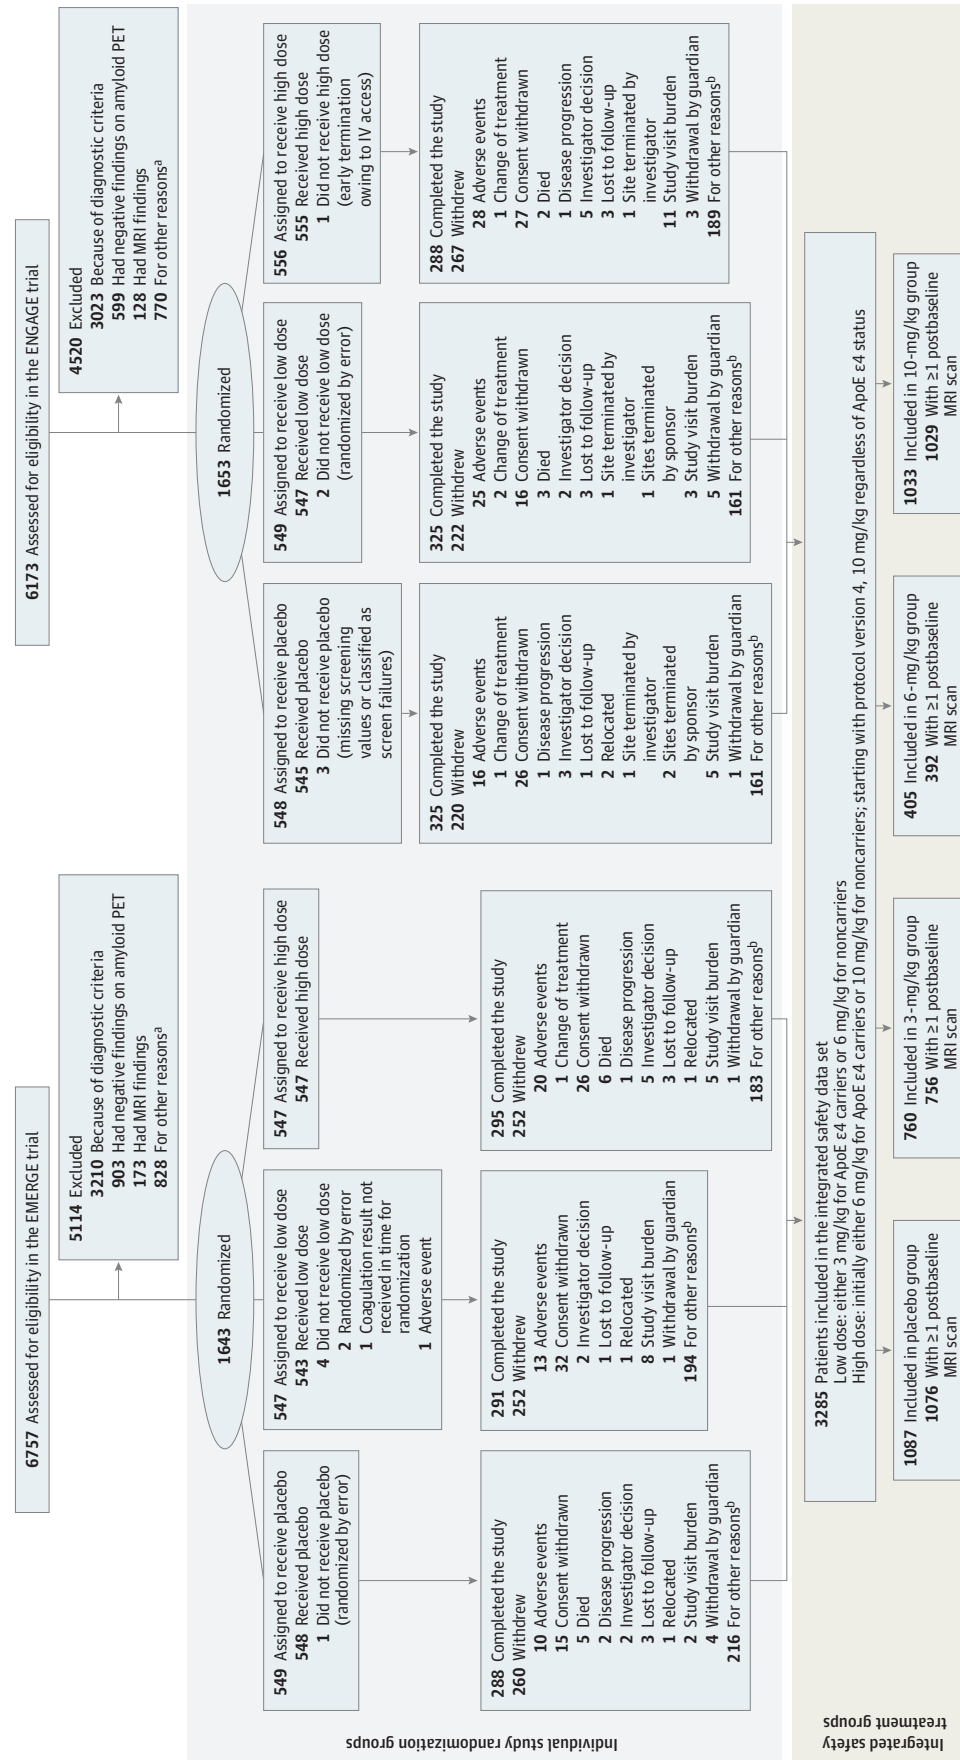 6757 Assessed for eligibility in the EMERGE trial
5114 Excluded
3210 Because of diagnostic criteria
903 Had negative findings on amyloid PET
173 Had MRI findings
828 For other reasonsᵃ
1643 Randomized
549 Assigned to receive placebo
548 Received placebo
1 Did not receive placebo
(randomized by error)
547 Assigned to receive low dose
543 Received low dose
4 Did not receive low dose
2 Randomized by error
1 Coagulation result not
received in time for
randomization
1 Adverse event
547 Assigned to receive high dose
547 Received high dose
288 Completed the study
260 Withdrew
10 Adverse events
15 Consent withdrawn
5 Died
2 Disease progression
2 Investigator decision
3 Lost to follow-up
1 Relocated
2 Study visit burden
4 Withdrawal by guardian
216 For other reasonsᵇ
291 Completed the study
252 Withdrew
13 Adverse events
32 Consent withdrawn
2 Investigator decision
1 Lost to follow-up
1 Relocated
8 Study visit burden
1 Withdrawal by guardian
194 For other reasonsᵇ
295 Completed the study
252 Withdrew
20 Adverse events
1 Change of treatment
26 Consent withdrawn
6 Died
1 Disease progression
5 Investigator decision
3 Lost to follow-up
1 Relocated
5 Study visit burden
1 Withdrawal by guardian
183 For other reasonsᵇ
6173 Assessed for eligibility in the ENGAGE trial
4520 Excluded
3023 Because of diagnostic criteria
599 Had negative findings on amyloid PET
128 Had MRI findings
770 For other reasonsᵃ
1653 Randomized
548 Assigned to receive placebo
545 Received placebo
3 Did not receive placebo
(missing screening
values or classified as
screen failures)
549 Assigned to receive low dose
547 Received low dose
2 Did not receive low dose
(randomized by error)
556 Assigned to receive high dose
555 Received high dose
1 Did not receive high dose
(early termination
owing to IV access)
325 Completed the study
220 Withdrew
16 Adverse events
1 Change of treatment
26 Consent withdrawn
1 Disease progression
3 Investigator decision
1 Lost to follow-up
2 Relocated
1 Site terminated by
investigator
2 Sites terminated
by sponsor
5 Study visit burden
1 Withdrawal by guardian
161 For other reasonsᵇ
325 Completed the study
222 Withdrew
25 Adverse events
2 Change of treatment
16 Consent withdrawn
3 Died
2 Investigator decision
3 Lost to follow-up
1 Site terminated by
investigator
1 Sites terminated
by sponsor
3 Study visit burden
5 Withdrawal by guardian
161 For other reasonsᵇ
288 Completed the study
267 Withdrew
28 Adverse events
1 Change of treatment
27 Consent withdrawn
2 Died
1 Disease progression
5 Investigator decision
3 Lost to follow-up
1 Site terminated by
investigator
11 Study visit burden
3 Withdrawal by guardian
189 For other reasonsᵇ
Individual study randomization groups
3285 Patients included in the integrated safety data set
Low dose: either 3 mg/kg for ApoE ε4 carriers or 6 mg/kg for noncarriers
High dose: initially either 6 mg/kg for ApoE ε4 carriers or 10 mg/kg for noncarriers; starting with protocol version 4, 10 mg/kg regardless of ApoE ε4 status
1087 Included in placebo group
1076 With ≥1 postbaseline
MRI scan
760 Included in 3-mg/kg group
756 With ≥1 postbaseline
MRI scan
405 Included in 6-mg/kg group
392 With ≥1 postbaseline
MRI scan
1033 Included in 10-mg/kg group
1029 With ≥1 postbaseline
MRI scan
Integrated safety
treatment groups